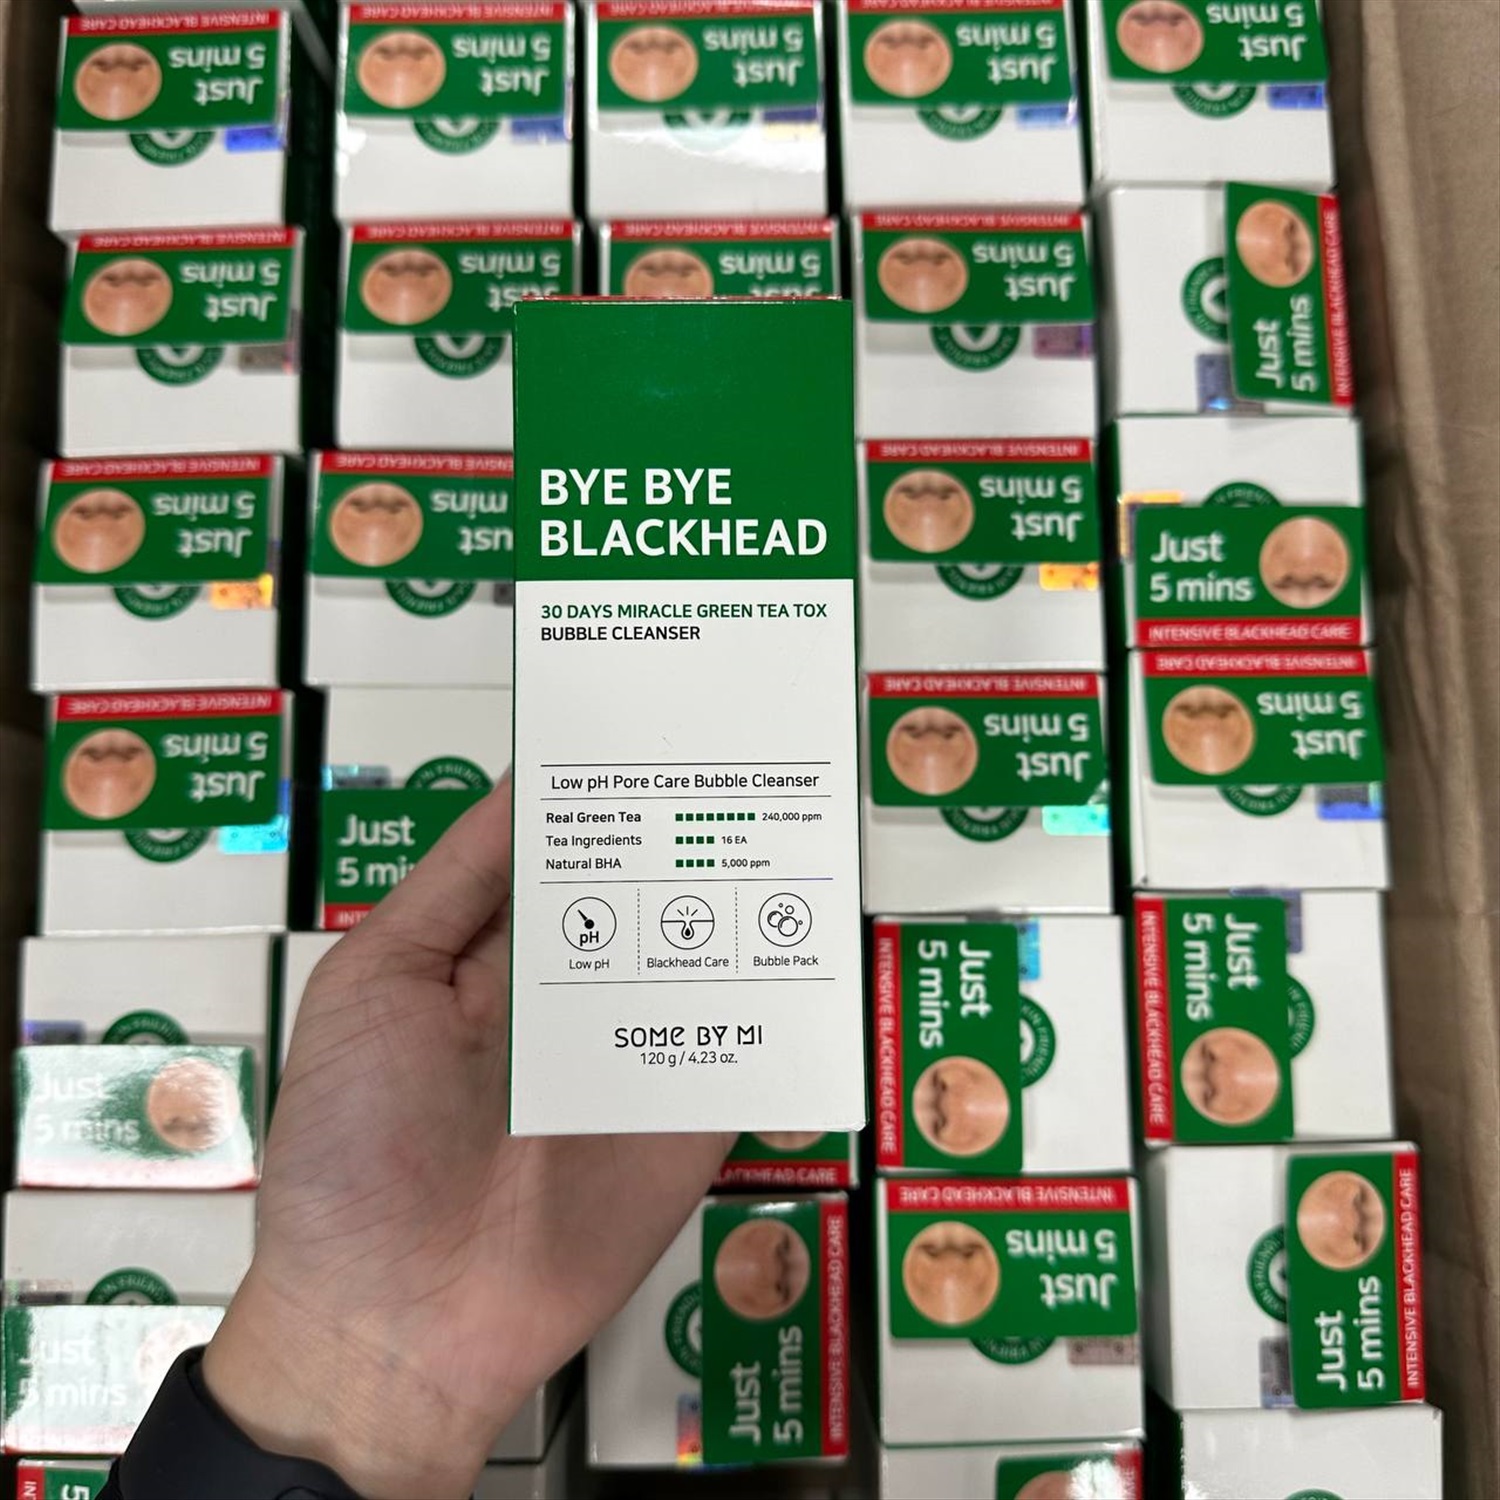 BYE BYE
BLACKHEAD
30 DAYS MIRACLE GREEN TEA TOX
BUBBLE CLEANSER
Low pH Pore Care Bubble Cleanser
Real Green Tea 240,000 ppm
Tea Ingredients 16 EA
Natural BHA 5,000 ppm
pH
Low pH
Blackhead Care
Bubble Pack
SOME BY MI
120 g / 4.23 oz.
Just
5 mins
INTENSIVE BLACKHEAD CARE